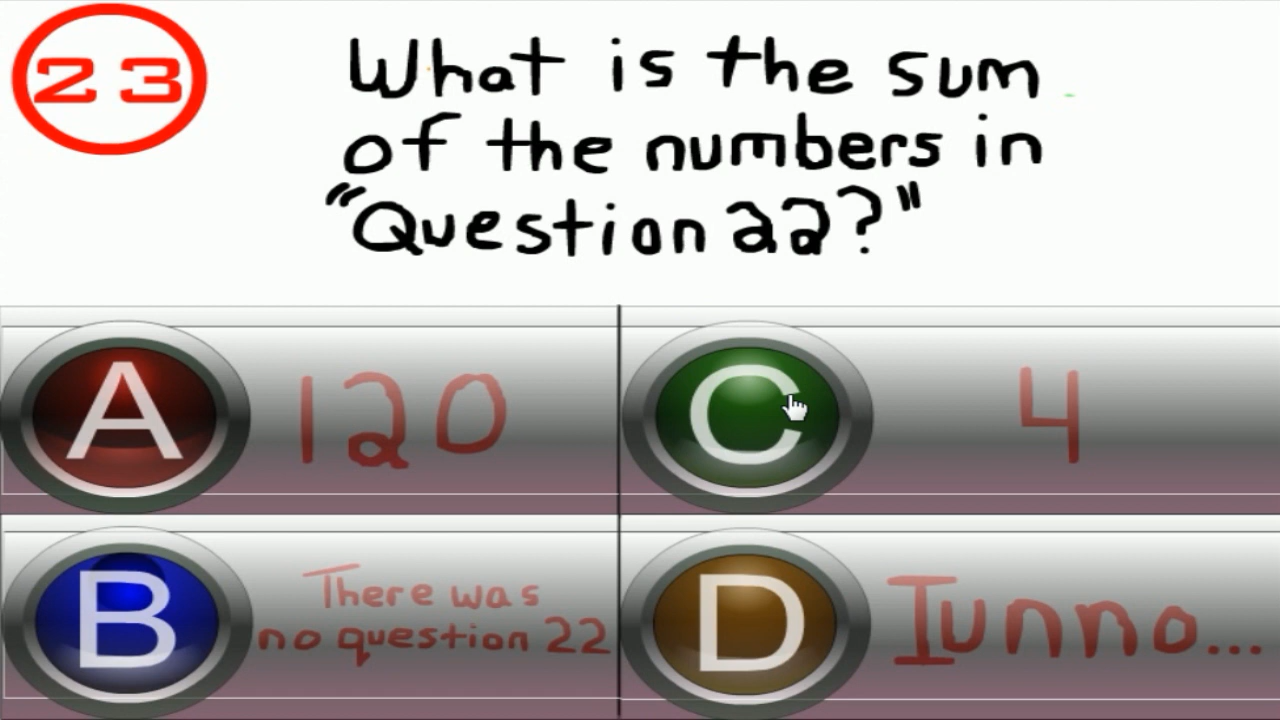 23
What is the sum
of the numbers in
"Question 22?"
A 120
C 4
B There was
no question 22
D Iunno...